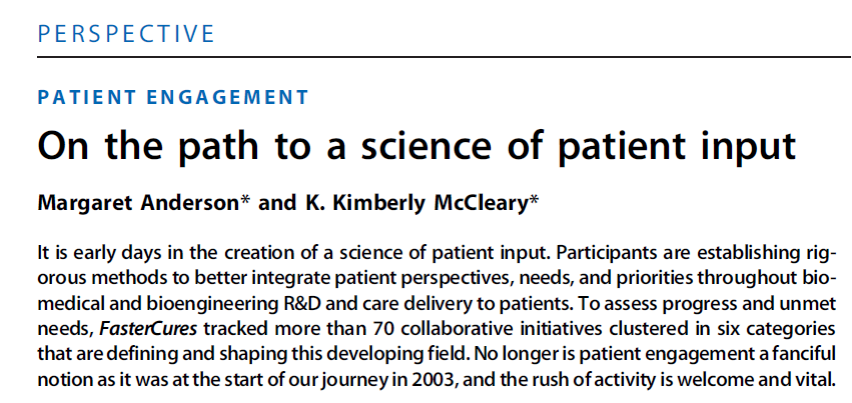 PERSPECTIVE
PATIENT ENGAGEMENT
On the path to a science of patient input
Margaret Anderson* and K. Kimberly McCleary*
It is early days in the creation of a science of patient input. Participants are establishing rig-
orous methods to better integrate patient perspectives, needs, and priorities throughout bio-
medical and bioengineering R&D and care delivery to patients. To assess progress and unmet
needs, FasterCures tracked more than 70 collaborative initiatives clustered in six categories
that are defining and shaping this developing field. No longer is patient engagement a fanciful
notion as it was at the start of our journey in 2003, and the rush of activity is welcome and vital.